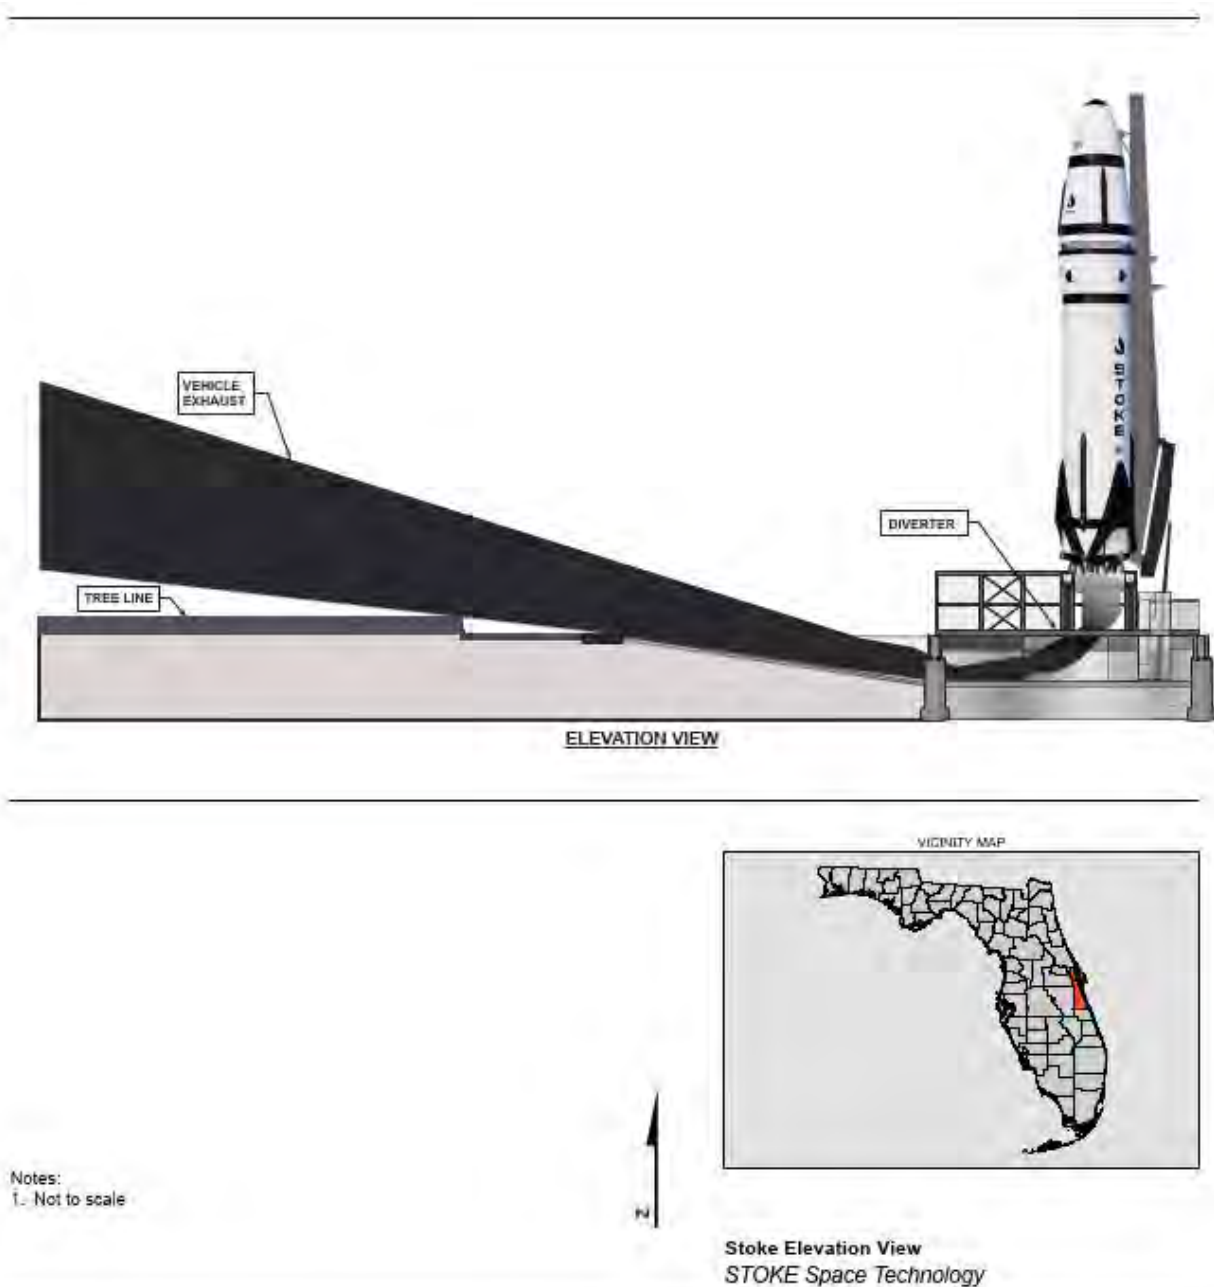 VEHICLE
EXHAUST
STOKE
DIVERTER
TREE LINE
ELEVATION VIEW
VICINITY MAP
Notes:
1. Not to scale
N
Stoke Elevation View
STOKE Space Technology